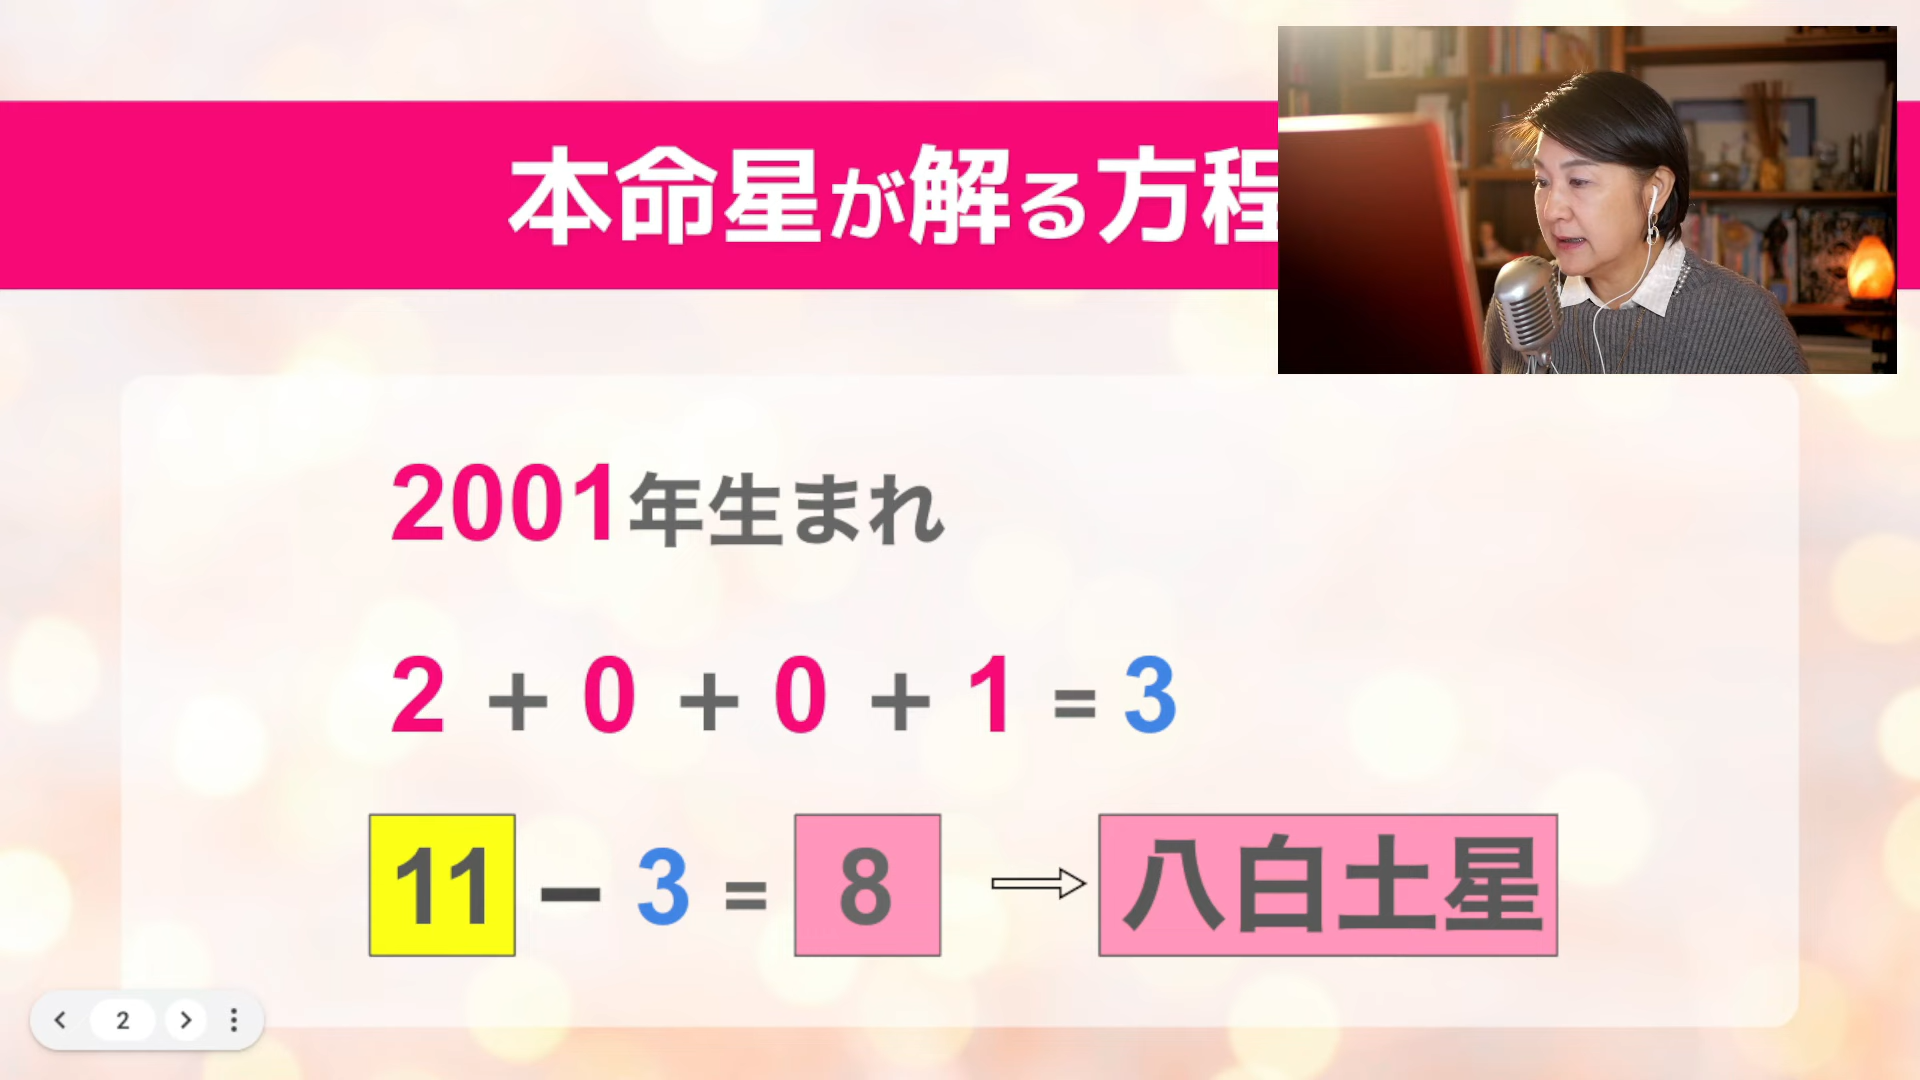 本命星が解る方程
2001年生まれ
2 + 0 + 0 + 1 = 3
11 − 3 = 8 ⇨ 八白土星
2